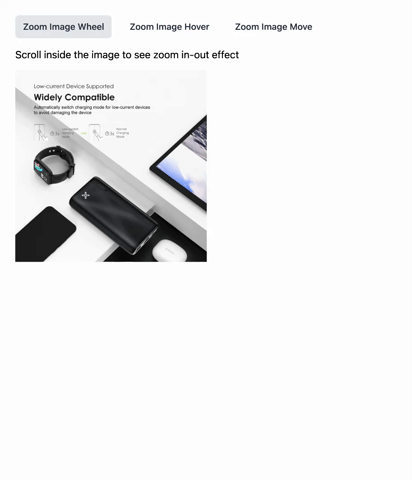 Zoom Image Wheel
Zoom Image Hover
Zoom Image Move
Scroll inside the image to see zoom in-out effect
Low-current Device Supported
Widely Compatible
Automatically switch charging mode for low-current devices
to avoid damaging the device